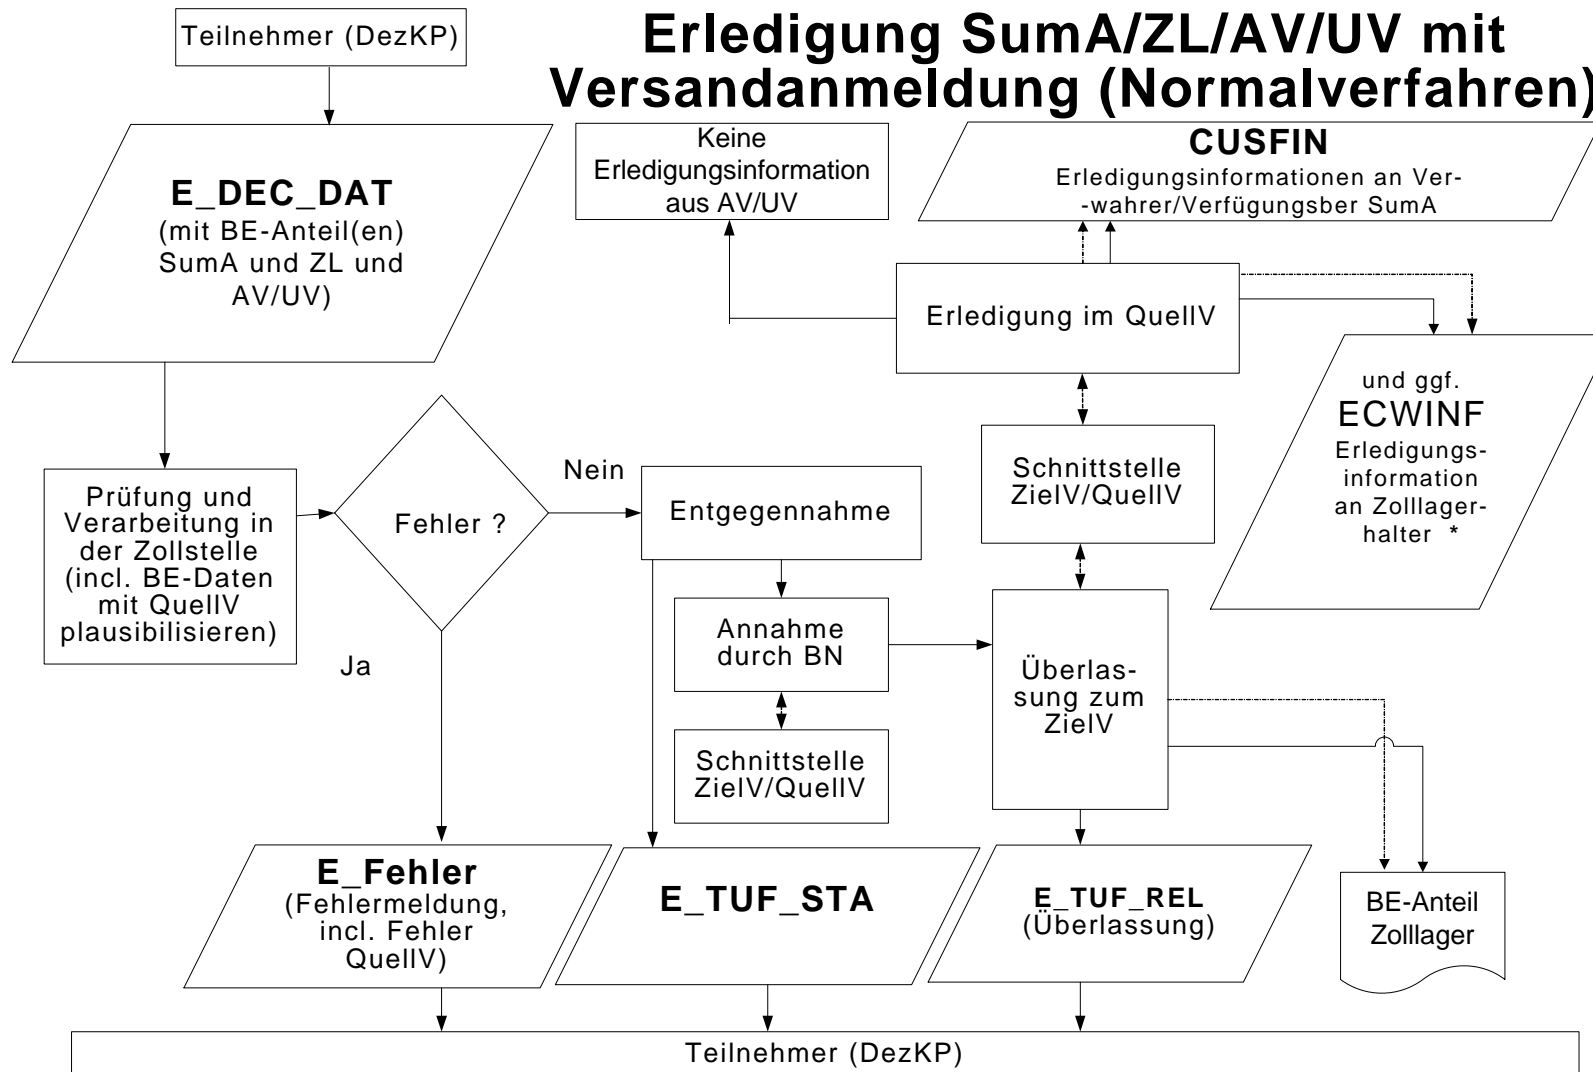 Teilnehmer (DezKP)
Erledigung SumA/ZL/AV/UV mit
Versandanmeldung (Normalverfahren)
E_DEC_DAT
(mit BE-Anteil(en)
SumA und ZL und
AV/UV)
Keine
Erledigungsinformation
aus AV/UV
CUSFIN
Erledigungsinformationen an Ver-
-wahrer/Verfügungsber SumA
Erledigung im QuellV
und ggf.
ECWINF
Erledigungs-
information
an Zolllager-
halter *
Schnittstelle
ZielV/QuellV
Prüfung und
Verarbeitung in
der Zollstelle
(incl. BE-Daten
mit QuellV
plausibilisieren)
Fehler ?
Nein
Ja
Entgegennahme
Annahme
durch BN
Schnittstelle
ZielV/QuellV
Überlas-
sung zum
ZielV
E_Fehler
(Fehlermeldung,
incl. Fehler
QuellV)
E_TUF_STA
E_TUF_REL
(Überlassung)
BE-Anteil
Zolllager
Teilnehmer (DezKP)